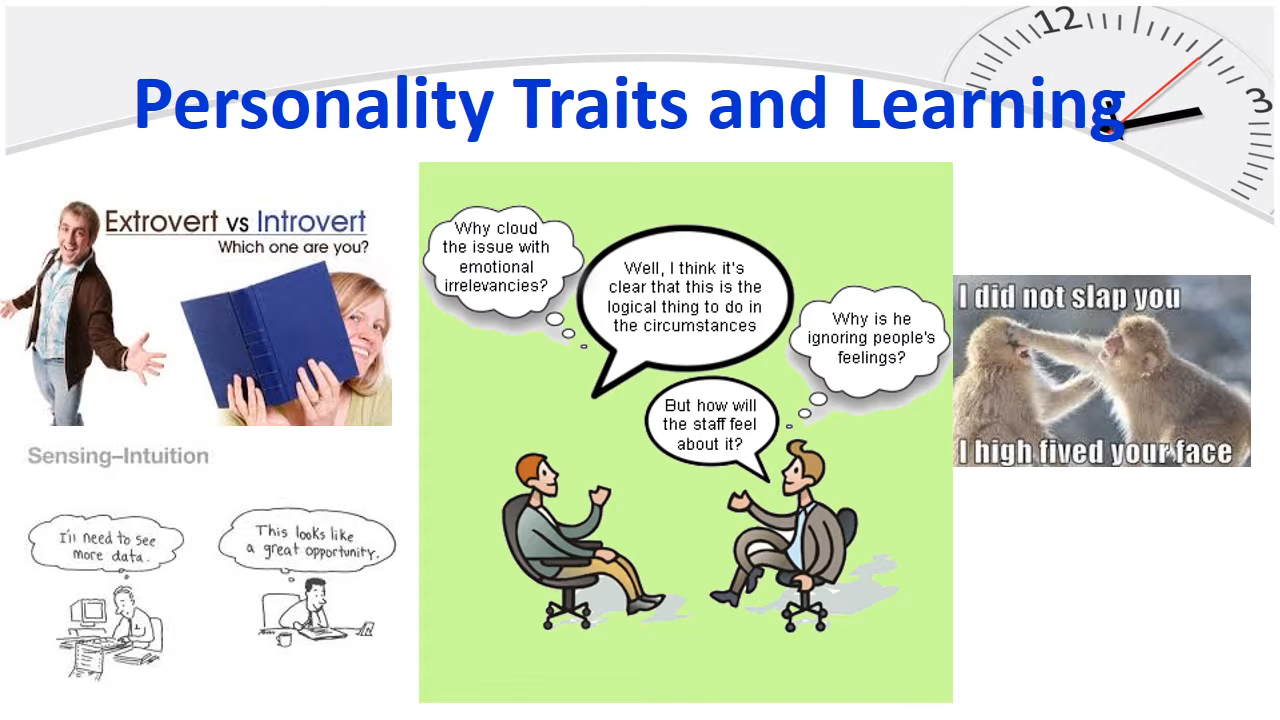 12
3
Personality Traits and Learning
Extrovert vs Introvert
Which one are you?
Sensing–Intuition
I'll need to see
more data.
This looks like
a great opportunity.
Why cloud
the issue with
emotional
irrelevancies?
Well, I think it's
clear that this is the
logical thing to do in
the circumstances
Why is he
ignoring people's
feelings?
But how will
the staff feel
about it?
I did not slap you
I high fived your face